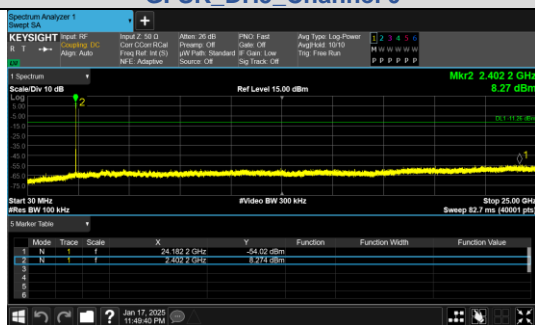 GFSK_DH5_Channel 0
Spectrum Analyzer 1
Swept SA
+
KEYSIGHT Input: RF Input Z: 50 Ω Atten: 26 dB PNO: Fast Avg Type: Log-Power 1 2 3 4 5 6
R T Coupling: DC Corr CCorr RCal Preamp: Off Gate: Off Avg|Hold: 10/10 M W W W W W
Align: Auto Freq Ref: Int (S) µW Path: Standard IF Gain: Low Trig: Free Run
LXI NFE: Adaptive Source: Off Sig Track: Off P P P P P P
1 Spectrum Mkr2 2.402 2 GHz
Scale/Div 10 dB Ref Level 15.00 dBm 8.27 dBm
Log
5.00
-5.00
-15.0
-25.0
-35.0
-45.0
-55.0
-65.0
-75.0
2
DL1 -11.26 dBm
1
Start 30 MHz #Video BW 300 kHz Stop 25.00 GHz
#Res BW 100 kHz Sweep 82.7 ms (40001 pts)
5 Marker Table
Mode Trace Scale X Y Function Function Width Function Value
1 N 1 f 24.182 2 GHz -54.02 dBm
2 N 1 f 2.402 2 GHz 8.274 dBm
3
4
5
6
?
Jan 17, 2025
11:49:40 PM